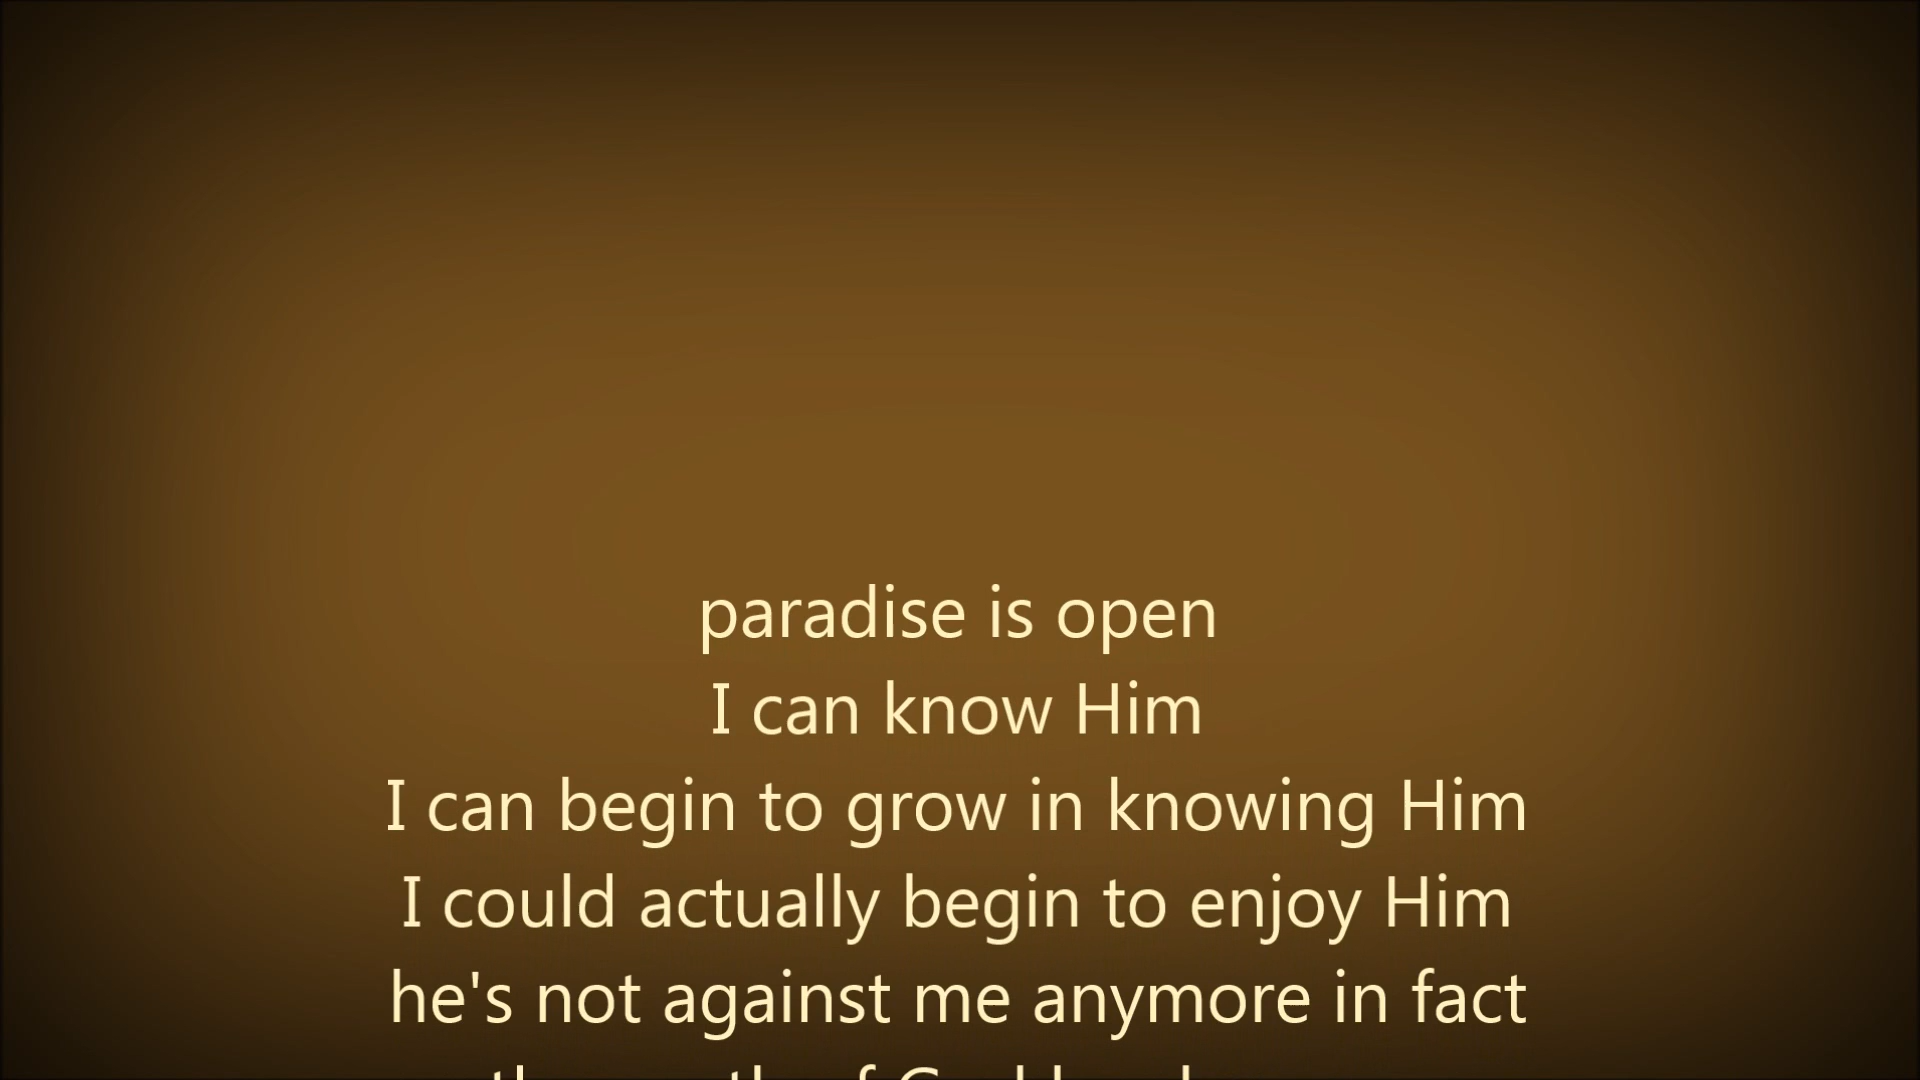 paradise is open
I can know Him
I can begin to grow in knowing Him
I could actually begin to enjoy Him
he's not against me anymore in fact